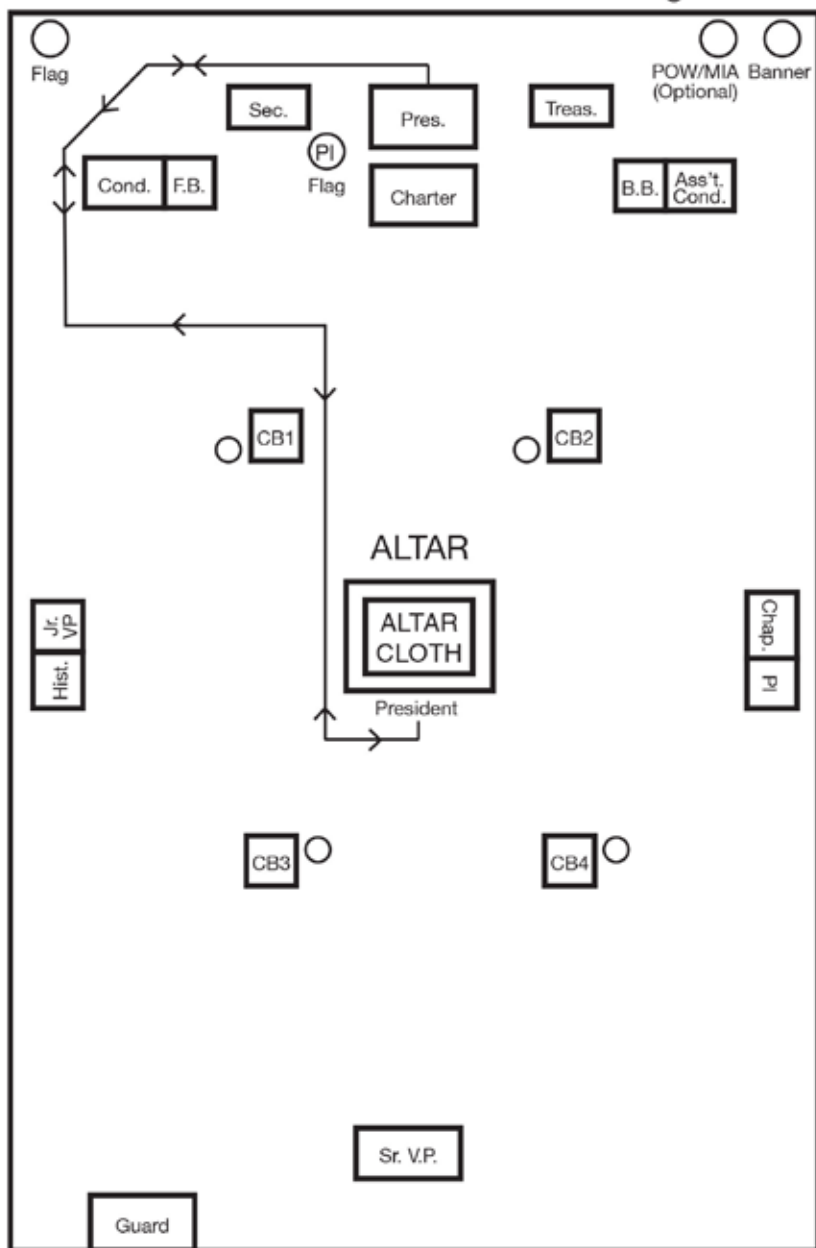 Flag
POW/MIA
(Optional)
Banner
Sec.
Pres.
Treas.
PI
Flag
Charter
Cond.
F.B.
B.B.
Ass't.
Cond.
CB1
CB2
ALTAR
ALTAR
CLOTH
President
Jr.
VP
Hist.
Chap.
PI
CB3
CB4
Sr. V.P.
Guard